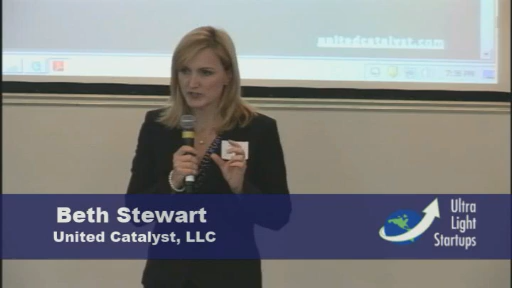 unitedcatalyst.com
Beth Stewart
United Catalyst, LLC
Ultra
Light
Startups